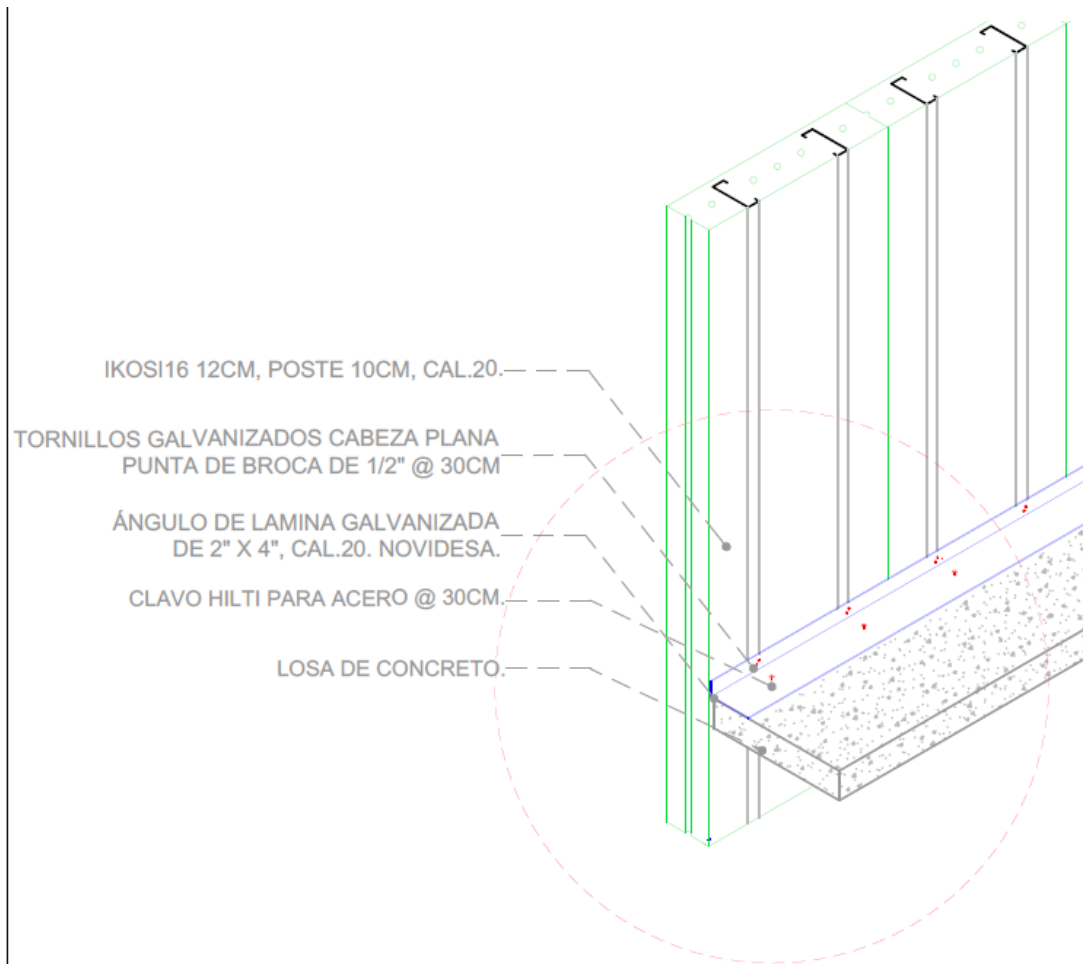 IKOSI16 12CM, POSTE 10CM, CAL.20.
TORNILLOS GALVANIZADOS CABEZA PLANA
PUNTA DE BROCA DE 1/2" @ 30CM
ÁNGULO DE LAMINA GALVANIZADA
DE 2" X 4", CAL.20. NOVIDESA.
CLAVO HILTI PARA ACERO @ 30CM.
LOSA DE CONCRETO.